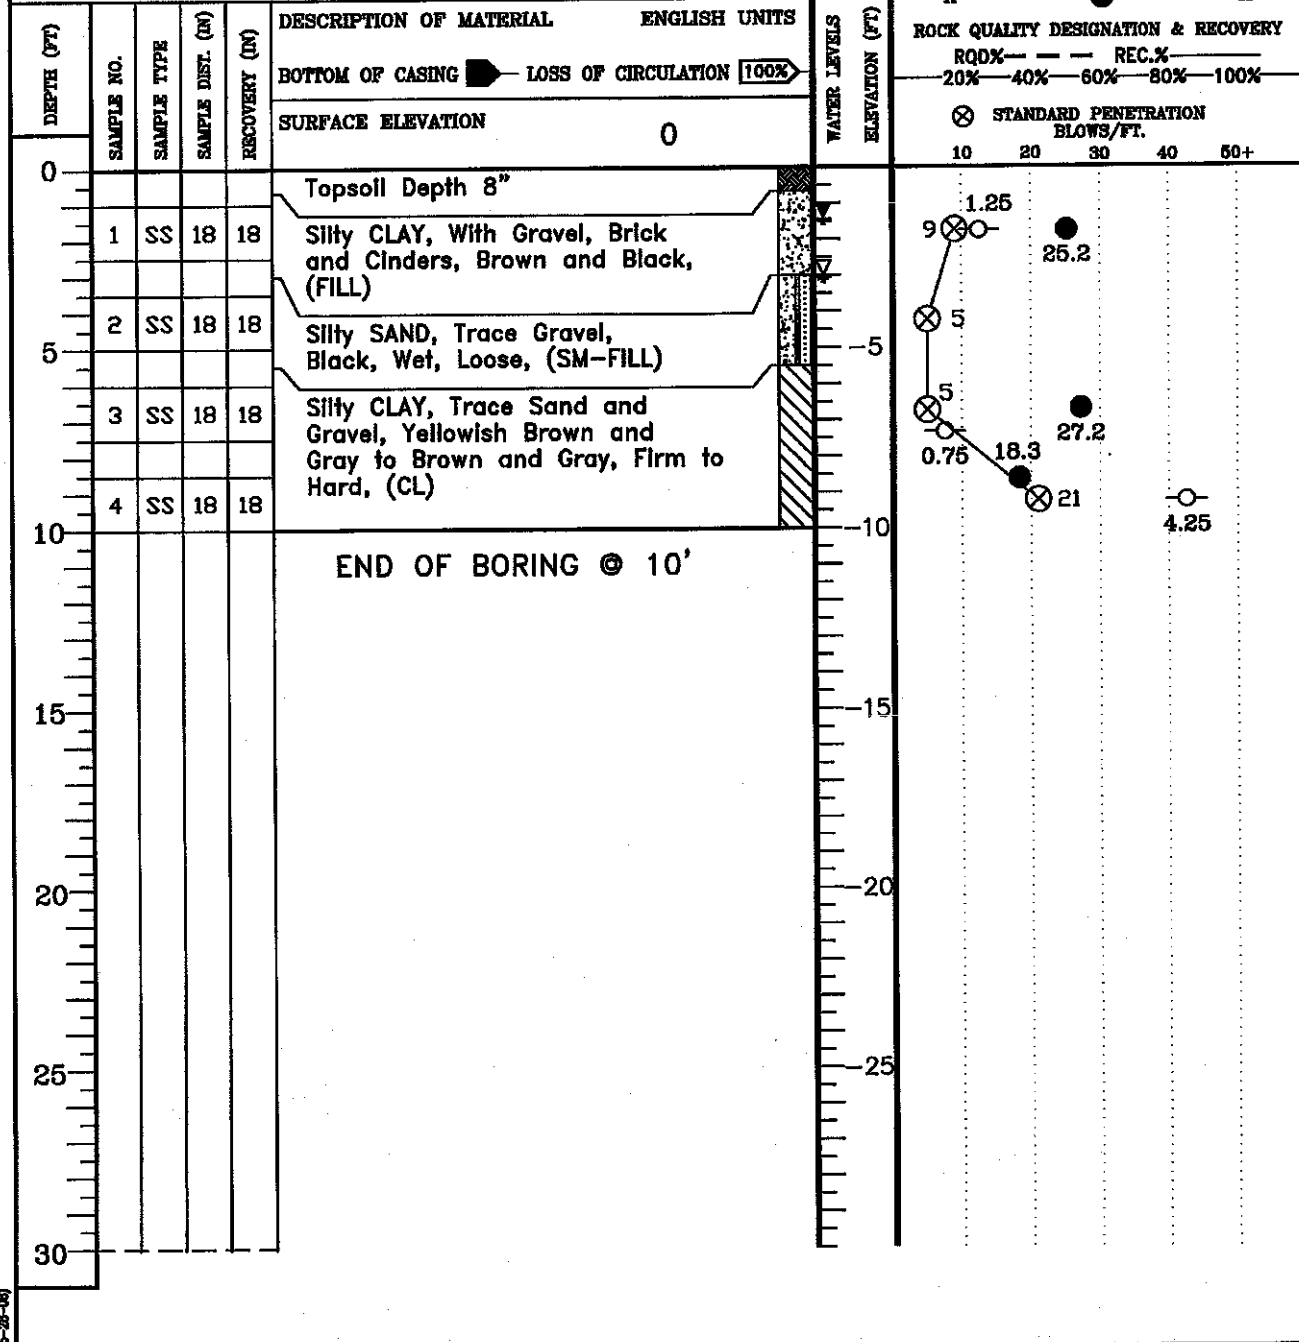 DEPTH (FT)
SAMPLE NO.
SAMPLE TYPE
SAMPLE DIST. (IN)
RECOVERY (IN)
DESCRIPTION OF MATERIAL ENGLISH UNITS
BOTTOM OF CASING LOSS OF CIRCULATION 100%
SURFACE ELEVATION 0
WATER LEVELS
ELEVATION (FT)
ROCK QUALITY DESIGNATION & RECOVERY
RQD% — — — REC.% ———
20% 40% 60% 80% 100%
STANDARD PENETRATION
BLOWS/FT.
10 20 30 40 50+
0
Topsoil Depth 8"
1 SS 18 18
Silty CLAY, With Gravel, Brick
and Cinders, Brown and Black,
(FILL)
9
1.25
25.2
2 SS 18 18
Silty SAND, Trace Gravel,
Black, Wet, Loose, (SM-FILL)
5
5
-5
3 SS 18 18
Silty CLAY, Trace Sand and
Gravel, Yellowish Brown and
Gray to Brown and Gray, Firm to
Hard, (CL)
5
27.2
0.75
18.3
4 SS 18 18
21
4.25
10
-10
END OF BORING @ 10'
15
-15
20
-20
25
-25
30